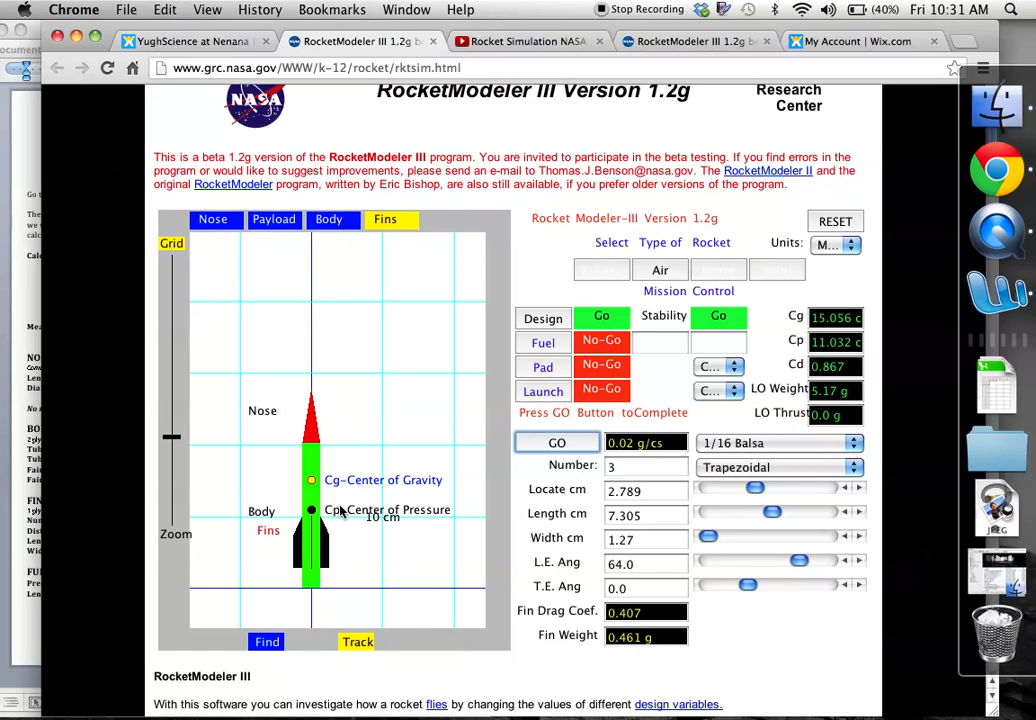 Chrome File Edit View History Bookmarks Window Help Stop Recording (40%) Fri 10:31 AM
YughScience at Nenana RocketModeler III 1.2g b Rocket Simulation NASA RocketModeler III 1.2g b My Account | Wix.com
www.grc.nasa.gov/WWW/k-12/rocket/rktsim.html
NASA RocketModeler III Version 1.2g Research
Center
This is a beta 1.2g version of the RocketModeler III program. You are invited to participate in the beta testing. If you find errors in the
program or would like to suggest improvements, please send an e-mail to Thomas.J.Benson@nasa.gov. The RocketModeler II and the
original RocketModeler program, written by Eric Bishop, are also still available, if you prefer older versions of the program.
Nose Payload Body Fins
Grid
Zoom
Nose
Cg-Center of Gravity
Body Cp-Center of Pressure
10 cm
Fins
Find Track
Rocket Modeler-III Version 1.2g RESET
Select Type of Rocket Units: M...
Air
Mission Control
Design Go Stability Go Cg 15.056 c
Fuel No-Go Cp 11.032 c
Pad No-Go C... Cd 0.867
Launch No-Go C... LO Weight 5.17 g
Press GO Button toComplete LO Thrust 0.0 g
GO 0.02 g/cs 1/16 Balsa
Number: 3 Trapezoidal
Locate cm 2.789
Length cm 7.305
Width cm 1.27
L.E. Ang 64.0
T.E. Ang 0.0
Fin Drag Coef. 0.407
Fin Weight 0.461 g
RocketModeler III
With this software you can investigate how a rocket flies by changing the values of different design variables.
JPEG